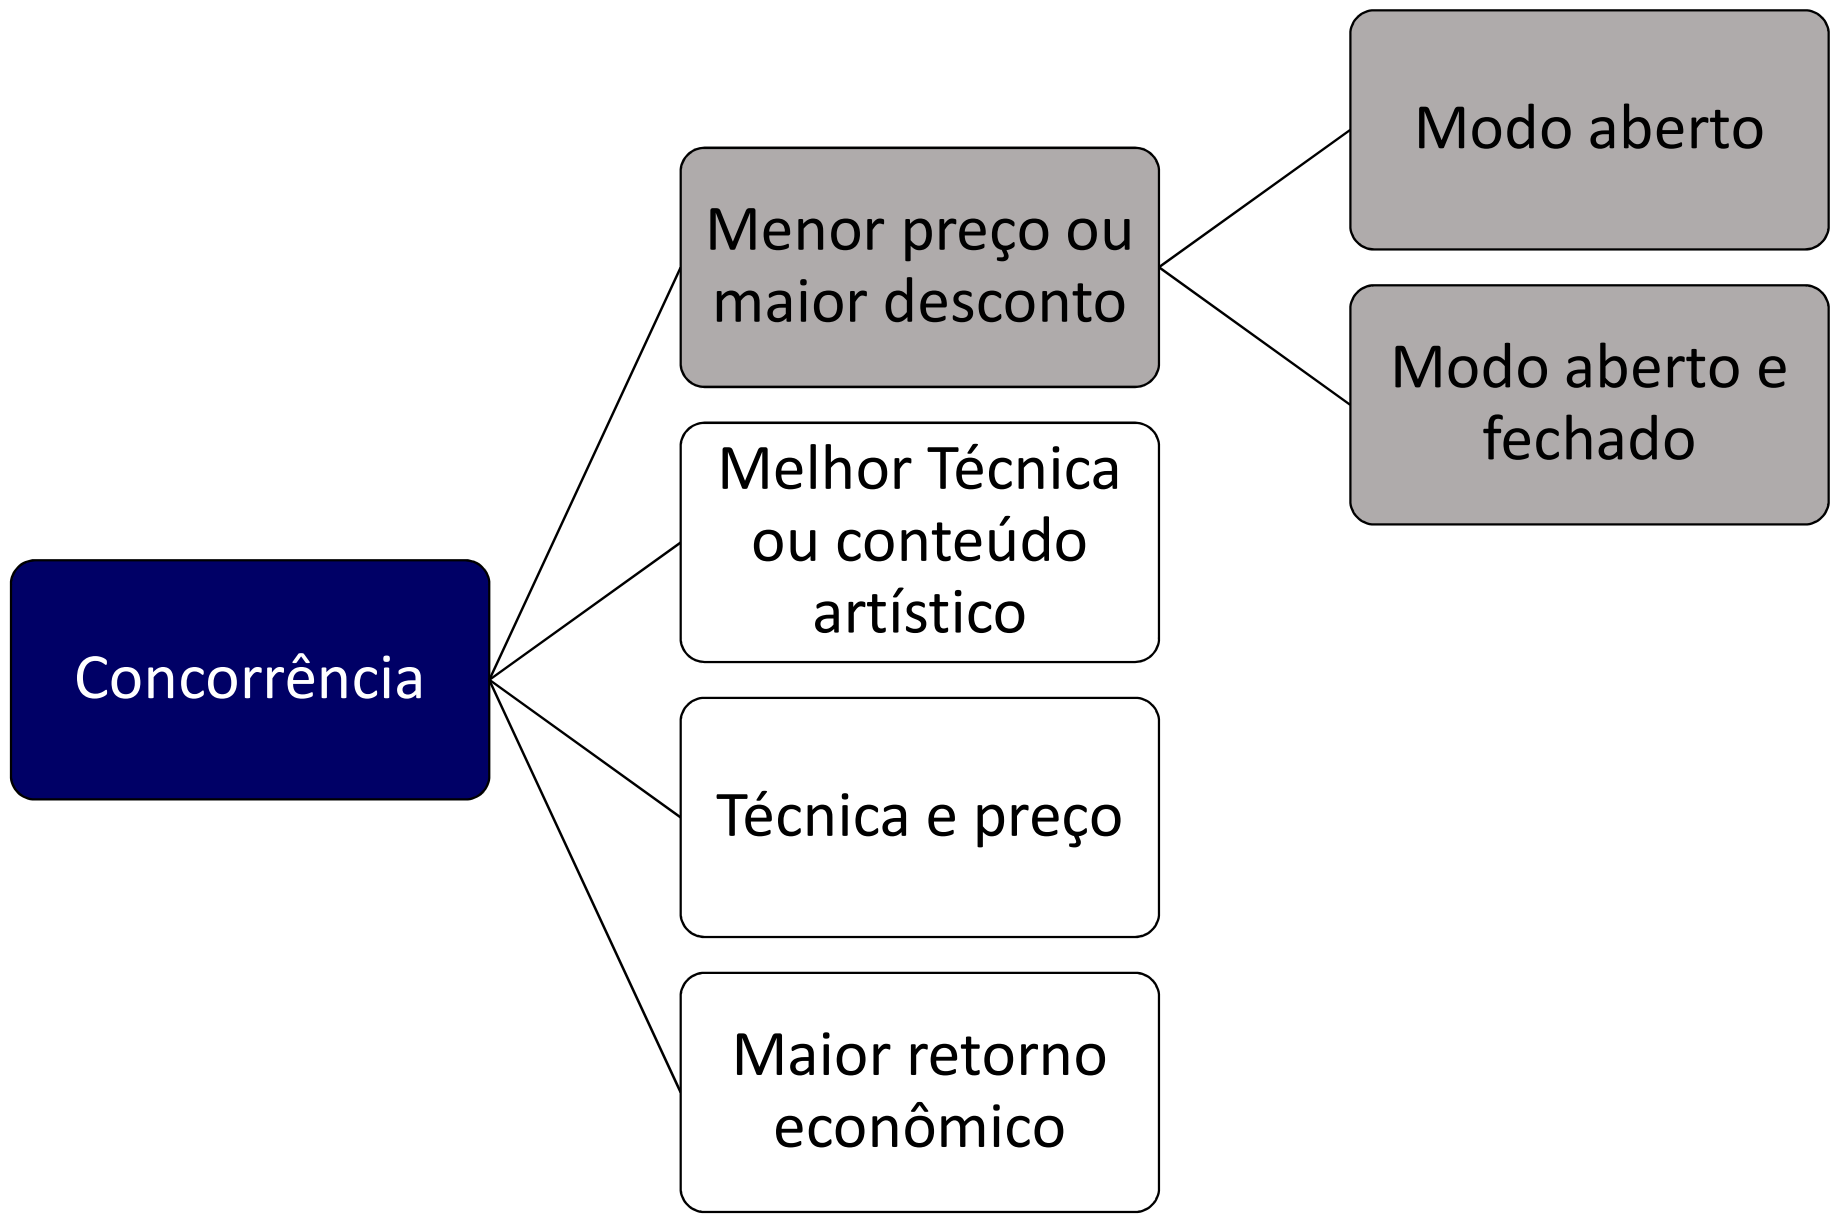 Concorrência
Menor preço ou
maior desconto
Modo aberto
Modo aberto e
fechado
Melhor Técnica
ou conteúdo
artístico
Técnica e preço
Maior retorno
econômico